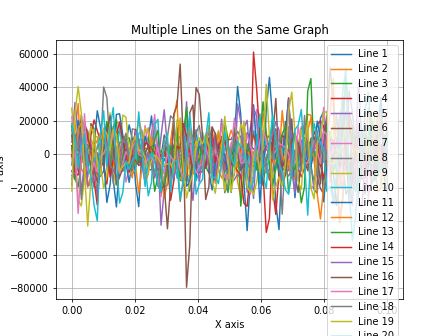 Multiple Lines on the Same Graph
60000
40000
20000
0
−20000
−40000
−60000
−80000
0.00
0.02
0.04
0.06
X axis
Line 1
Line 2
Line 3
Line 4
Line 5
Line 6
Line 7
Line 8
Line 9
Line 10
Line 11
Line 12
Line 13
Line 14
Line 15
Line 16
Line 17
Line 18
Line 19